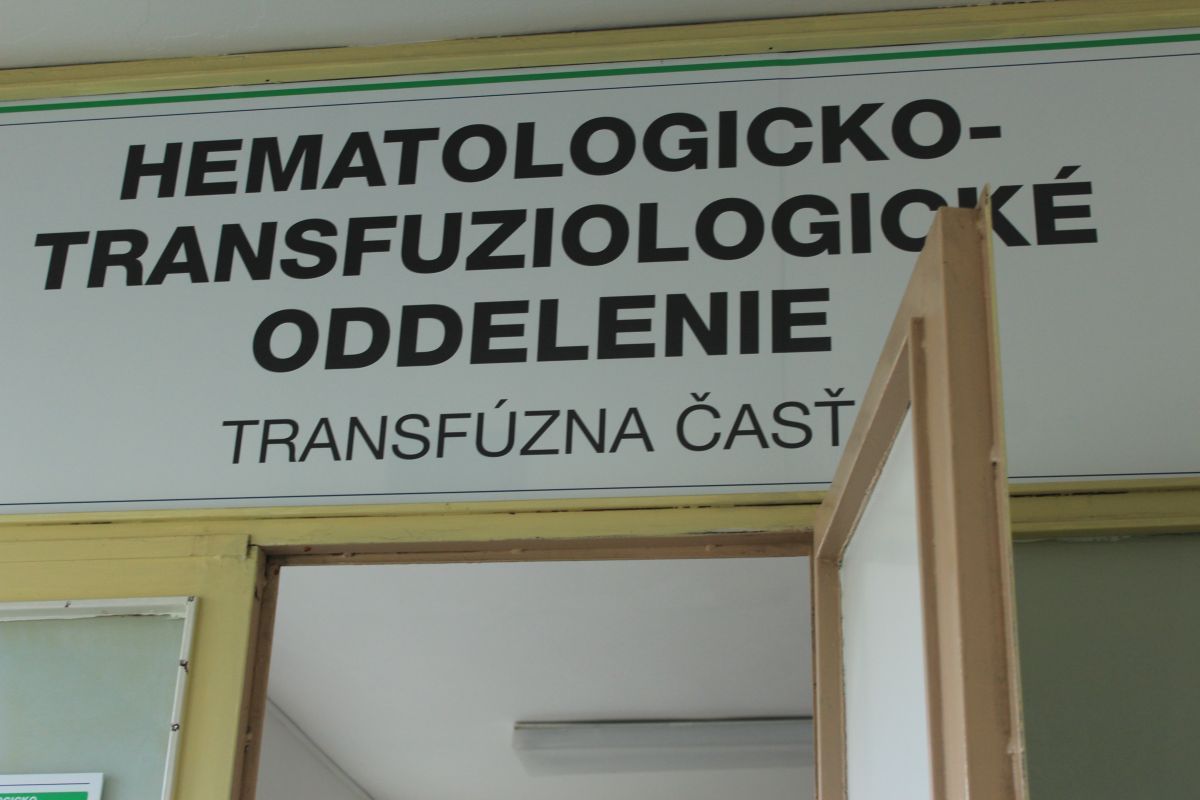 HEMATOLOGICKO-
TRANSFUZIOLOGICKÉ
ODDELENIE
TRANSFÚZNA ČASŤ